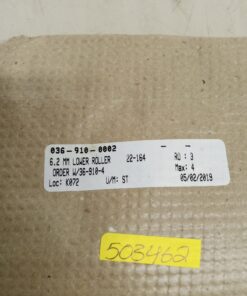 036-910-0002 - -
6.2 MM LOWER ROLLER 22-164 RO : 3
ORDER W/36-910-4 Max: 4
Loc: K072 U/M: ST 05/02/2019
503462